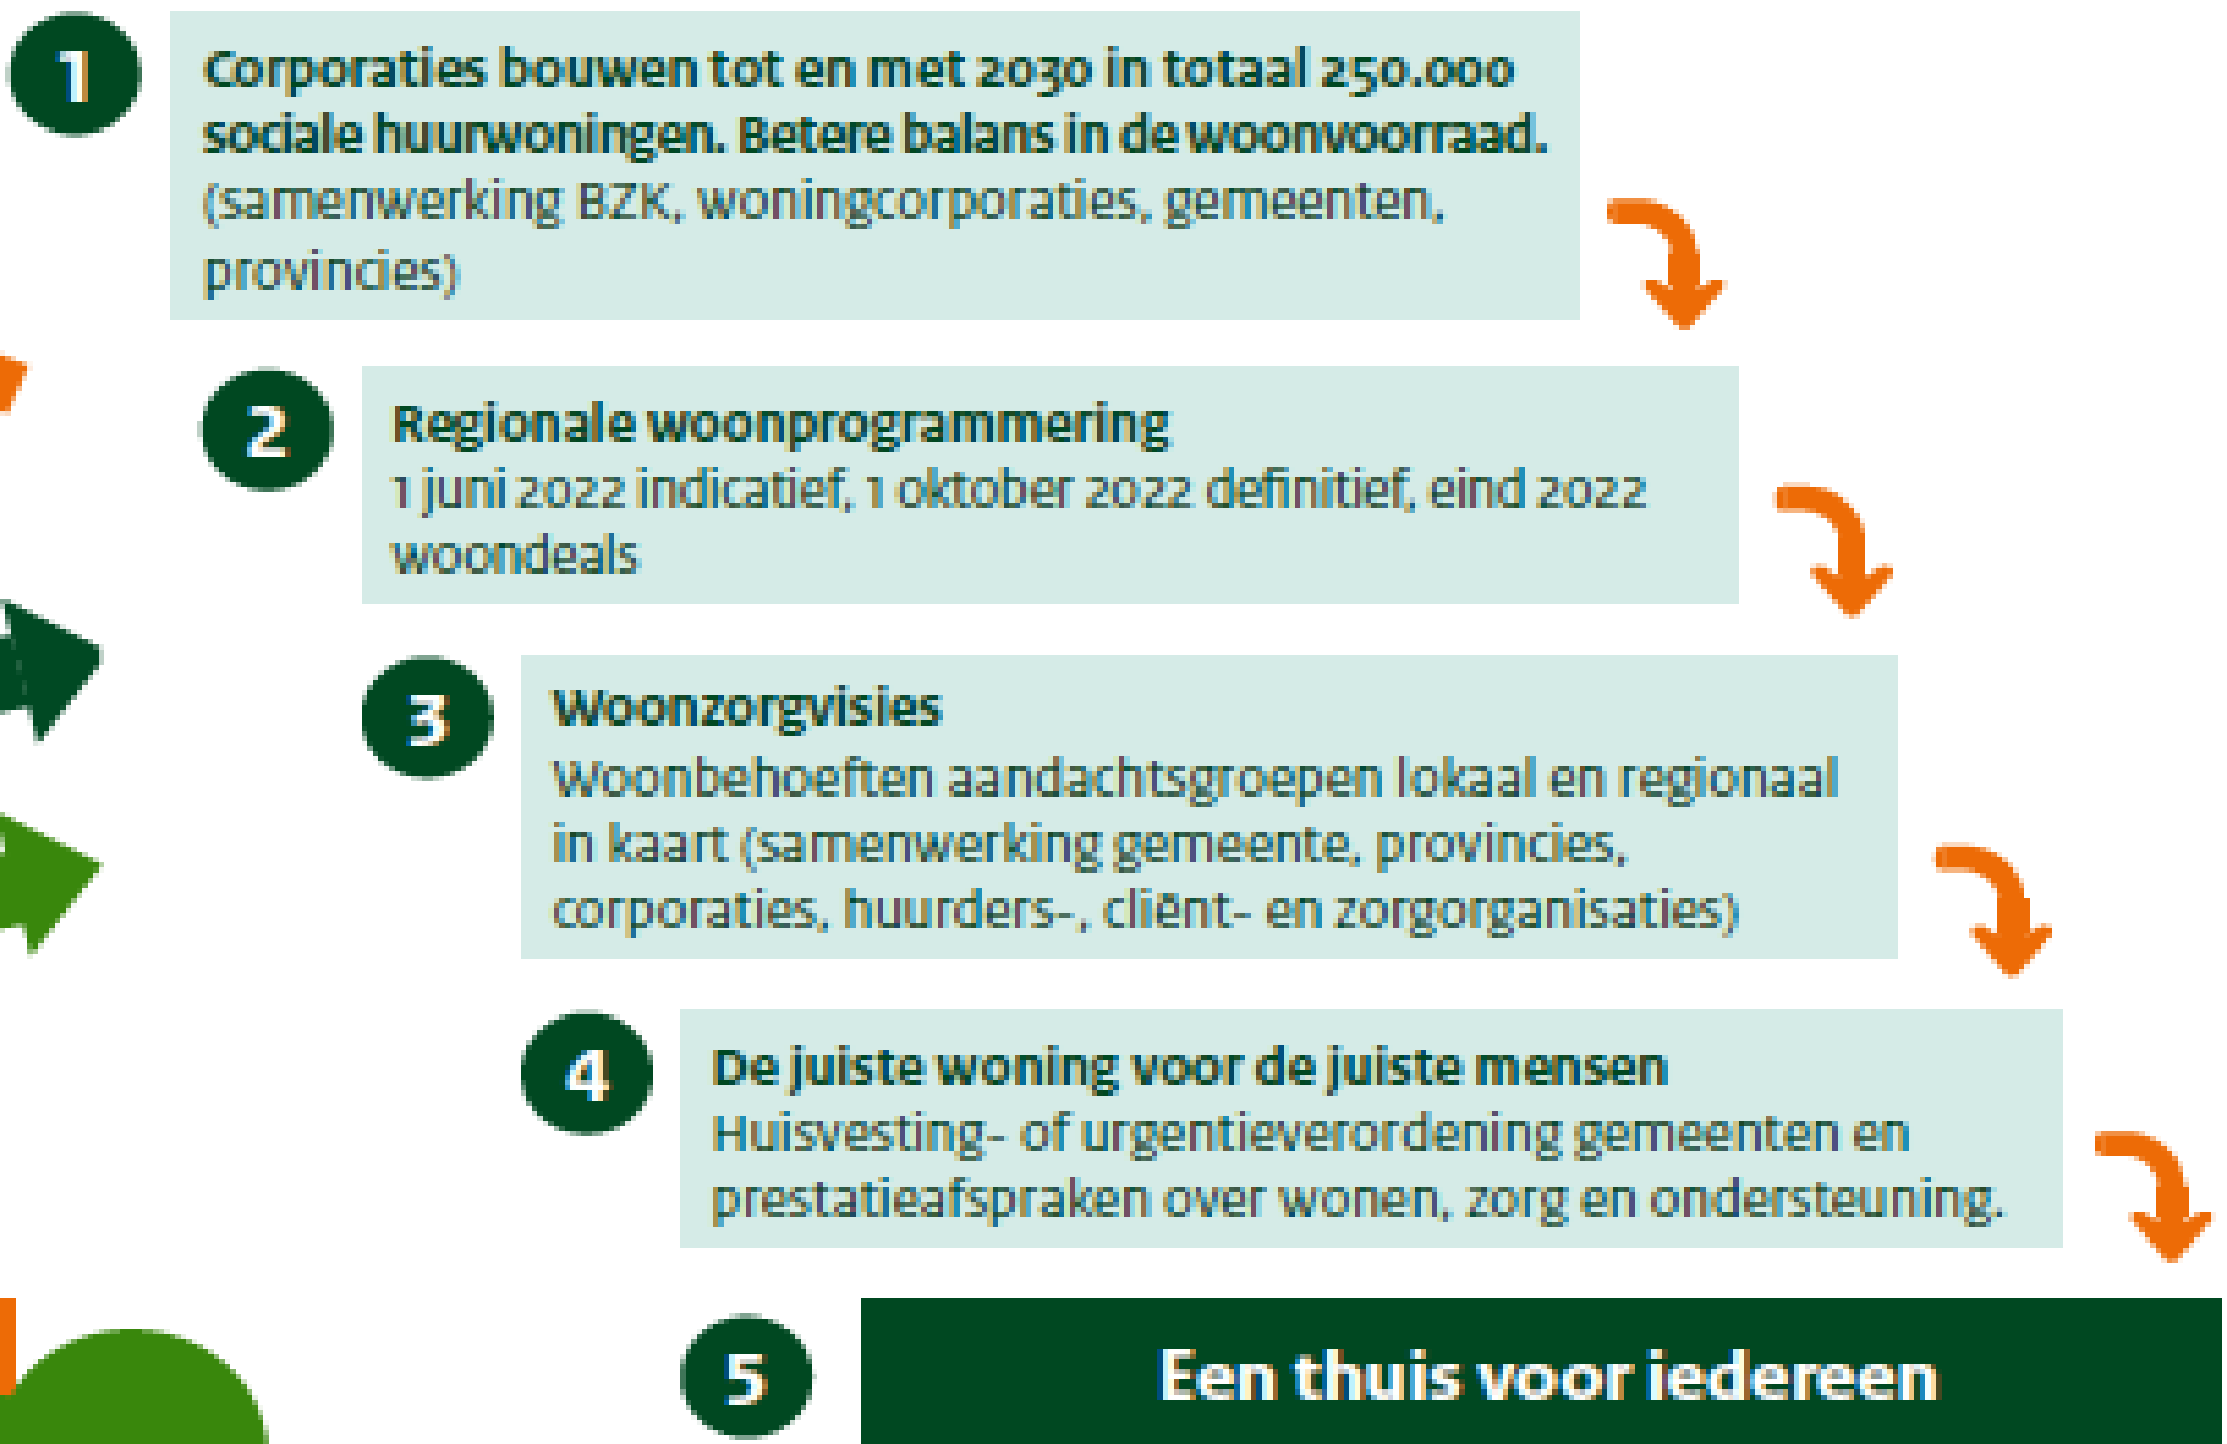 1
Corporaties bouwen tot en met 2030 in totaal 250.000
sociale huurwoningen. Betere balans in de woonvoorraad.
(samenwerking BZK, woningcorporaties, gemeenten,
provincies)
2
Regionale woonprogrammering
1 juni 2022 indicatief, 1 oktober 2022 definitief, eind 2022
woondeals
3
Woonzorgvisies
Woonbehoeften aandachtsgroepen lokaal en regionaal
in kaart (samenwerking gemeente, provincies,
corporaties, huurders-, cliënt- en zorgorganisaties)
4
De juiste woning voor de juiste mensen
Huisvesting- of urgentieverordening gemeenten en
prestatieafspraken over wonen, zorg en ondersteuning.
5
Een thuis voor iedereen